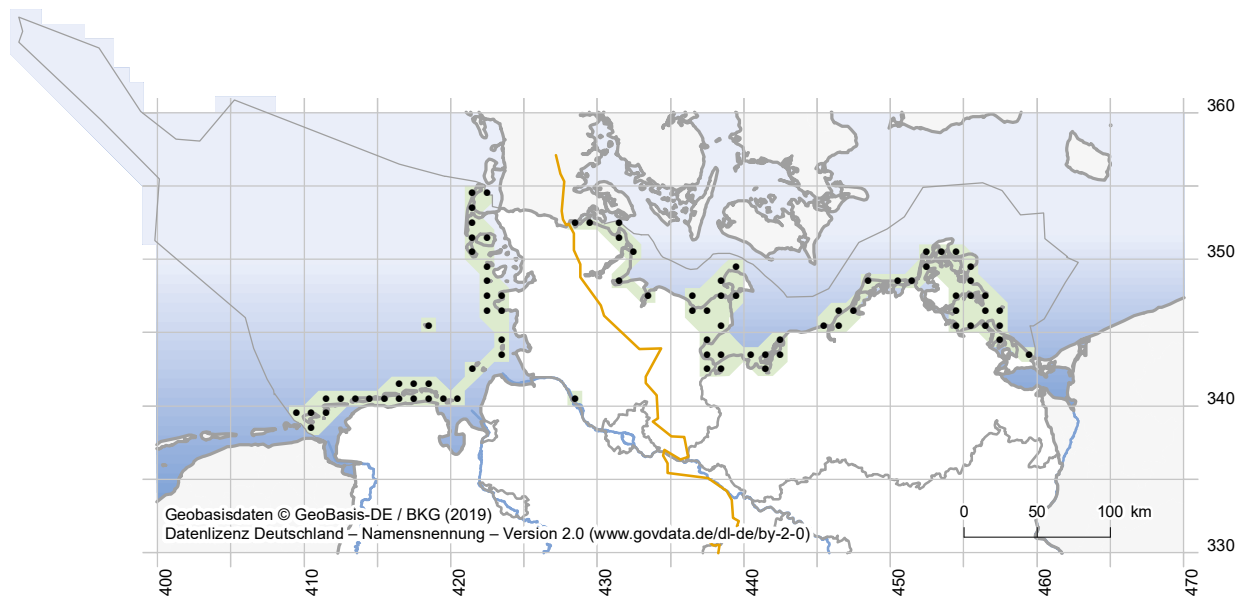 360
350
340
0 50 100 km
Geobasisdaten © GeoBasis-DE / BKG (2019)
Datenlizenz Deutschland – Namensnennung – Version 2.0 (www.govdata.de/dl-de/by-2-0)
330
400 410 420 430 440 450 460 470